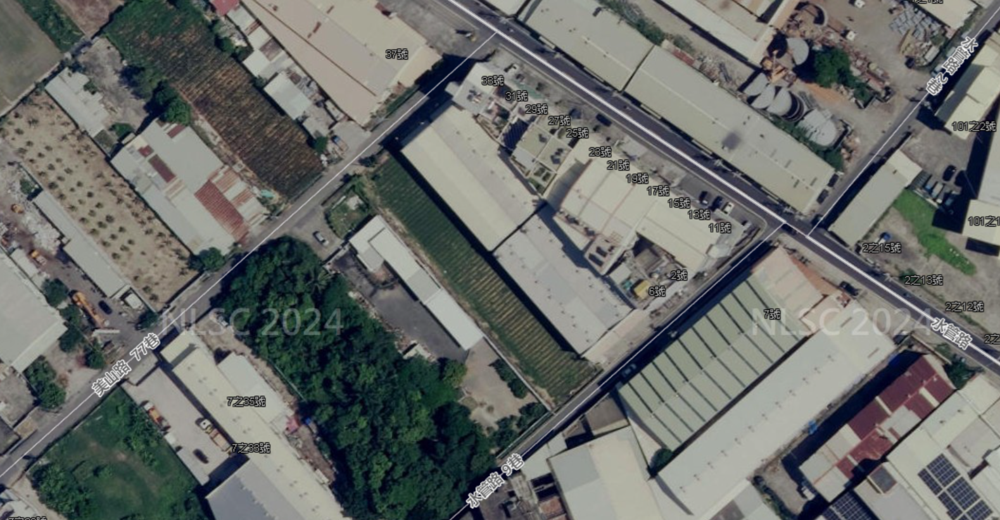 37號
33號
31號
29號
27號
25號
23號
21號
19號
17號
15號
13號
11號
2號
6號
7號
水管路 2巷
101之2號
101之1
2之15號
2之13號
2之12號
水管路
美山路 77巷
水管路 9巷
7之35號
7之33號
NLSC 2024
NLSC 2024